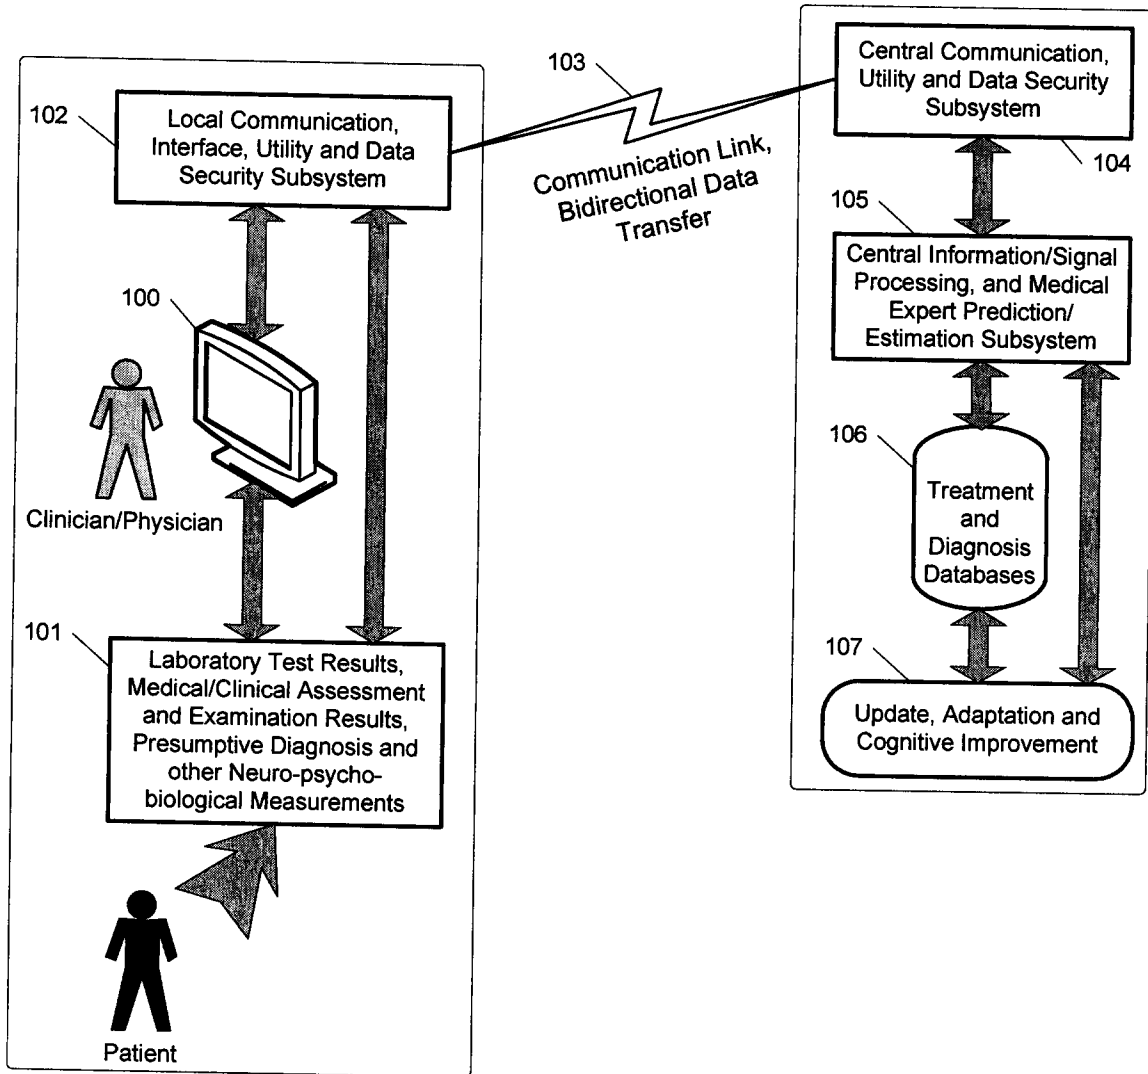 102
Local Communication,
Interface, Utility and Data
Security Subsystem
100
Clinician/Physician
101
Laboratory Test Results,
Medical/Clinical Assessment
and Examination Results,
Presumptive Diagnosis and
other Neuro-psycho-
biological Measurements
Patient
103
Communication Link,
Bidirectional Data
Transfer
Central Communication,
Utility and Data Security
Subsystem
104
105
Central Information/Signal
Processing, and Medical
Expert Prediction/
Estimation Subsystem
106
Treatment
and
Diagnosis
Databases
107
Update, Adaptation and
Cognitive Improvement